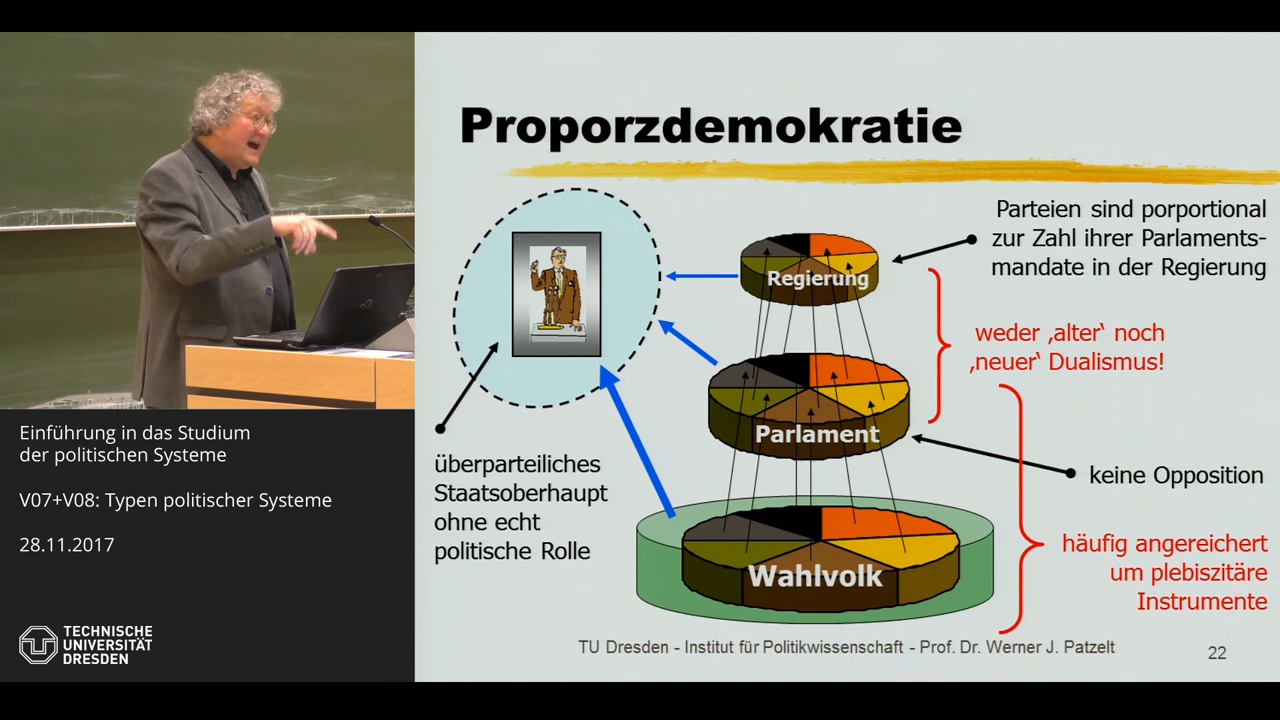 Proporzdemokratie
Parteien sind porportional
zur Zahl ihrer Parlaments-
mandate in der Regierung
Regierung
weder ‚alter‘ noch
‚neuer‘ Dualismus!
Parlament
keine Opposition
überparteiliches
Staatsoberhaupt
ohne echt
politische Rolle
häufig angereichert
um plebiszitäre
Instrumente
Wahlvolk
TU Dresden - Institut für Politikwissenschaft - Prof. Dr. Werner J. Patzelt
22
Einführung in das Studium
der politischen Systeme
V07+V08: Typen politischer Systeme
28.11.2017
TECHNISCHE
UNIVERSITÄT
DRESDEN